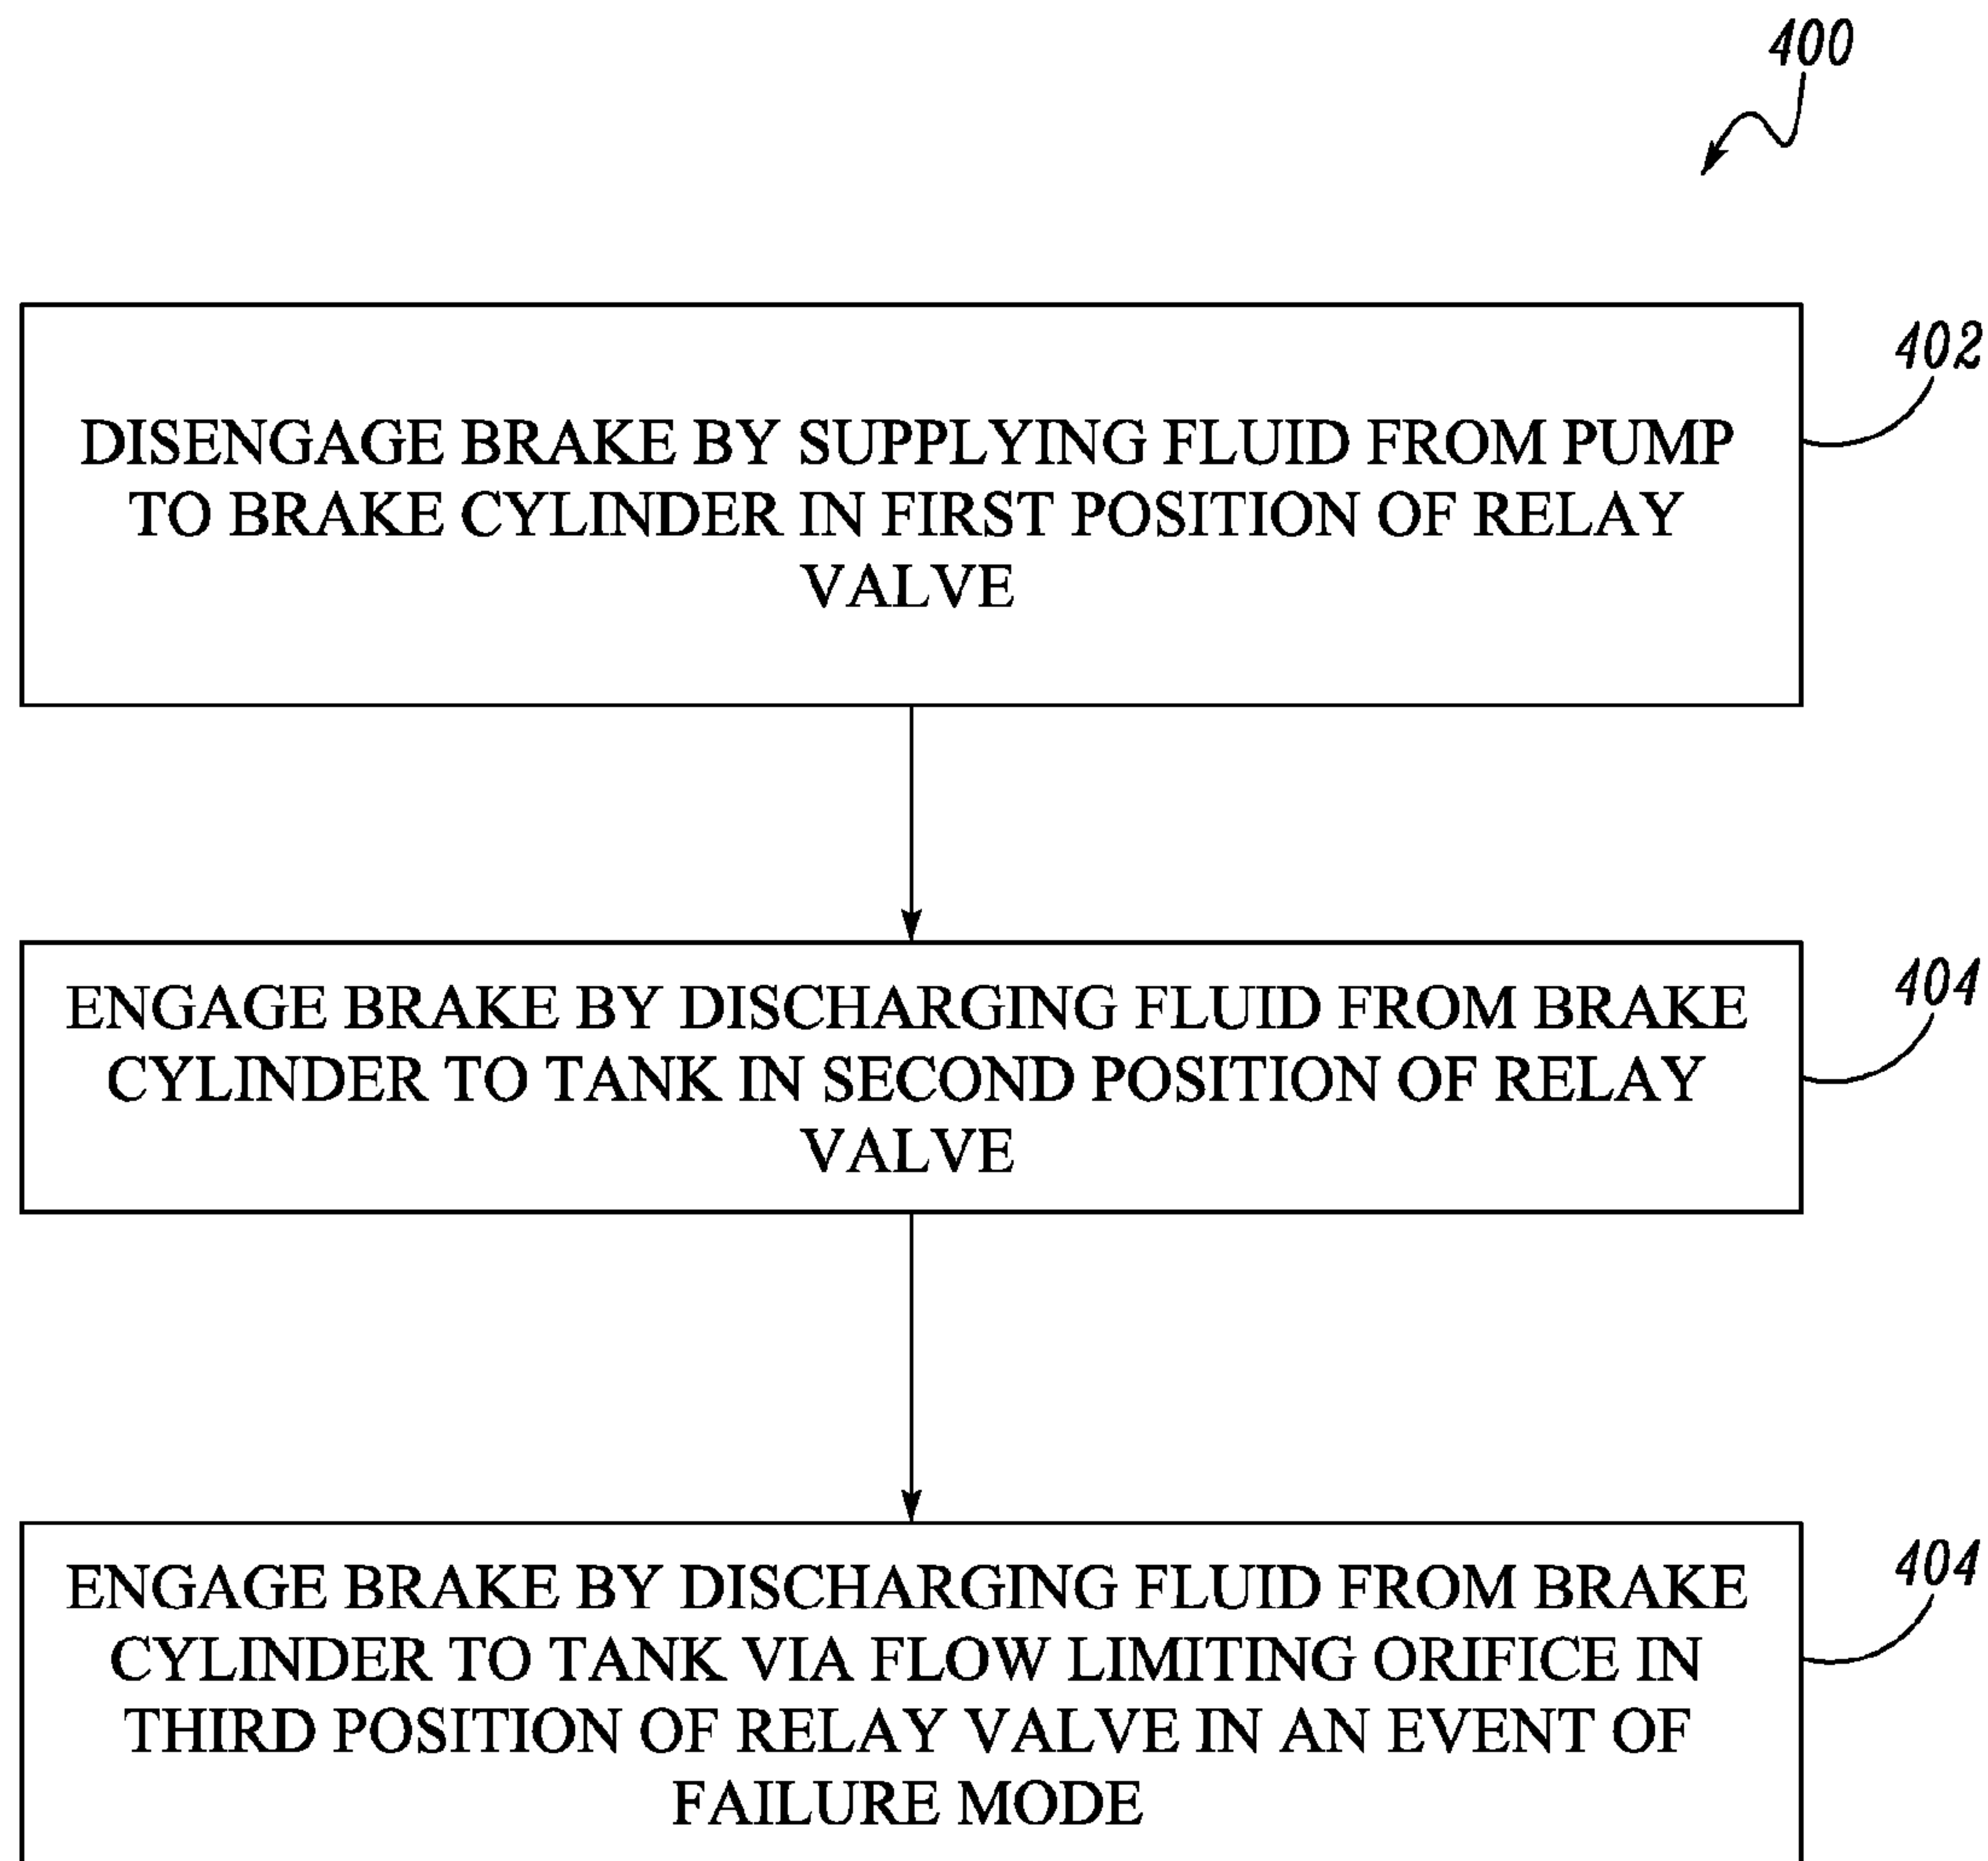 400
402
DISENGAGE BRAKE BY SUPPLYING FLUID FROM PUMP
TO BRAKE CYLINDER IN FIRST POSITION OF RELAY
VALVE
404
ENGAGE BRAKE BY DISCHARGING FLUID FROM BRAKE
CYLINDER TO TANK IN SECOND POSITION OF RELAY
VALVE
404
ENGAGE BRAKE BY DISCHARGING FLUID FROM BRAKE
CYLINDER TO TANK VIA FLOW LIMITING ORIFICE IN
THIRD POSITION OF RELAY VALVE IN AN EVENT OF
FAILURE MODE